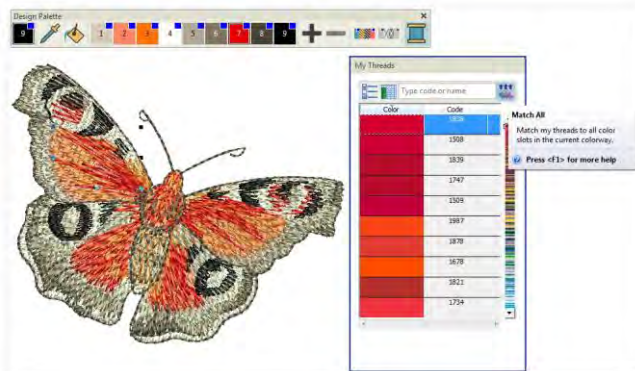 Design Palette
9 1 2 3 4 5 6 7 8 9
My Threads
Type code or name
Color Code
1838
1508
1839
1747
1509
1987
1878
1678
1821
1734
Match All
Match my threads to all color
slots in the current colorway.
Press <F1> for more help